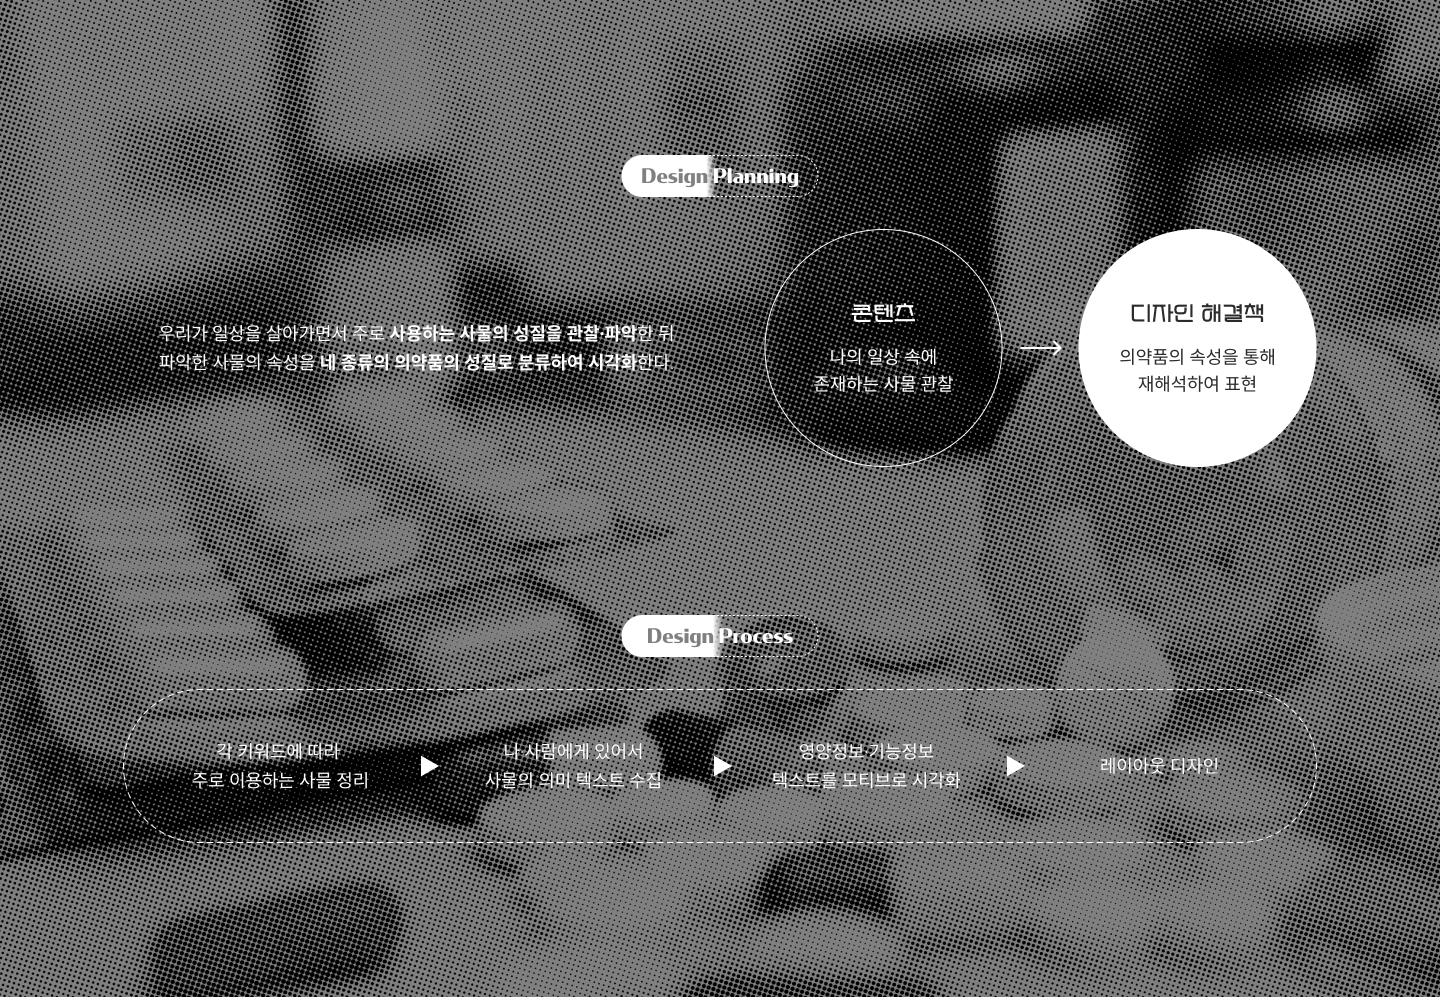 Design Planning
우리가 일상을 살아가면서 주로 사용하는 사물의 성질을 관찰·파악한 뒤
파악한 사물의 속성을 네 종류의 의약품의 성질로 분류하여 시각화한다
콘텐츠
나의 일상 속에
존재하는 사물 관찰
디자인 해결책
의약품의 속성을 통해
재해석하여 표현
Design Process
각 키워드에 따라
주로 이용하는 사물 정리
나·사람에게 있어서
사물의 의미 텍스트 수집
영양정보·기능정보
텍스트를 모티브로 시각화
레이아웃 디자인